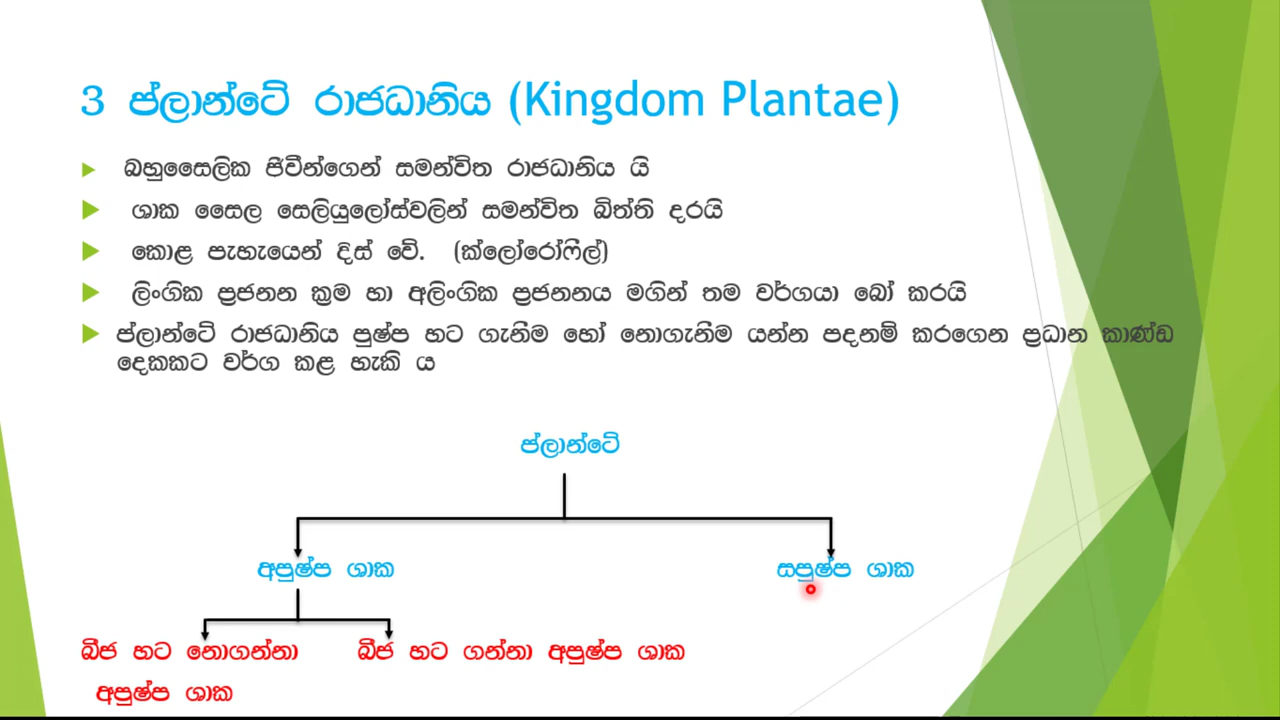 3 ප්ලාන්ටේ රාජධානිය (Kingdom Plantae)
බහුසෛලික ජීවීන්ගෙන් සමන්විත රාජධානිය යි
ශාක සෛල සෙලියුලෝස්වලින් සමන්විත බිත්ති දරයි
කොළ පැහැයෙන් දිස් වේ. (ක්ලෝරෝෆීල්)
ලිංගික ප්‍රජනන ක්‍රම හා අලිංගික ප්‍රජනනය මගින් තම වර්ගයා බෝ කරයි
ප්ලාන්ටේ රාජධානිය පුෂ්ප හට ගැනීම හෝ නොගැනීම යන්න පදනම් කරගෙන ප්‍රධාන කාණ්ඩ
දෙකකට වර්ග කළ හැකි ය
ප්ලාන්ටේ
අපුෂ්ප ශාක
සපුෂ්ප ශාක
බීජ හට නොගන්නා
අපුෂ්ප ශාක
බීජ හට ගන්නා අපුෂ්ප ශාක